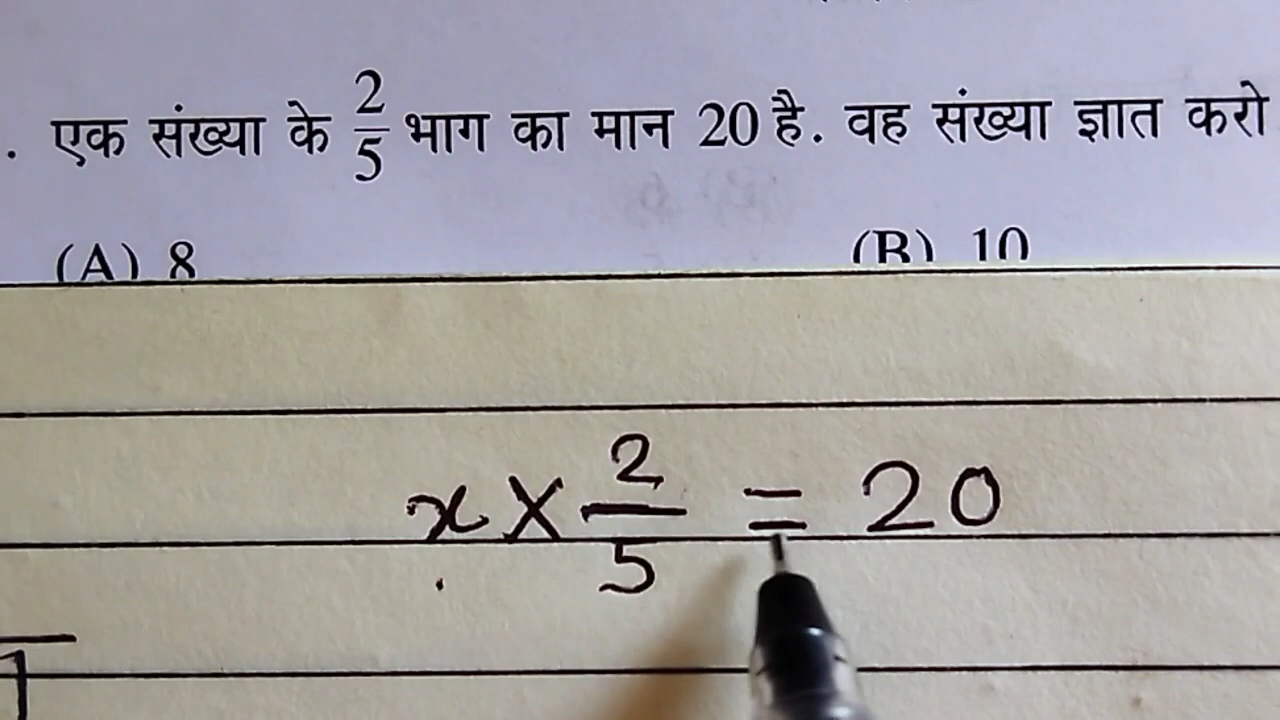 . एक संख्या के 2/5 भाग का मान 20 है. वह संख्या ज्ञात करो
(A) 8 (B) 10
x × 2/5 = 20